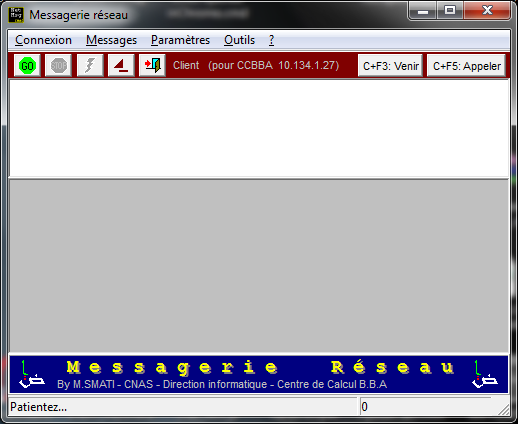 Messagerie réseau
Connexion Messages Paramètres Outils ?
GO STOP Client (pour CCBBA 10.134.1.27) C+F3: Venir C+F5: Appeler
Messagerie Réseau
By M.SMATI - CNAS - Direction informatique - Centre de Calcul B.B.A
Patientez... 0